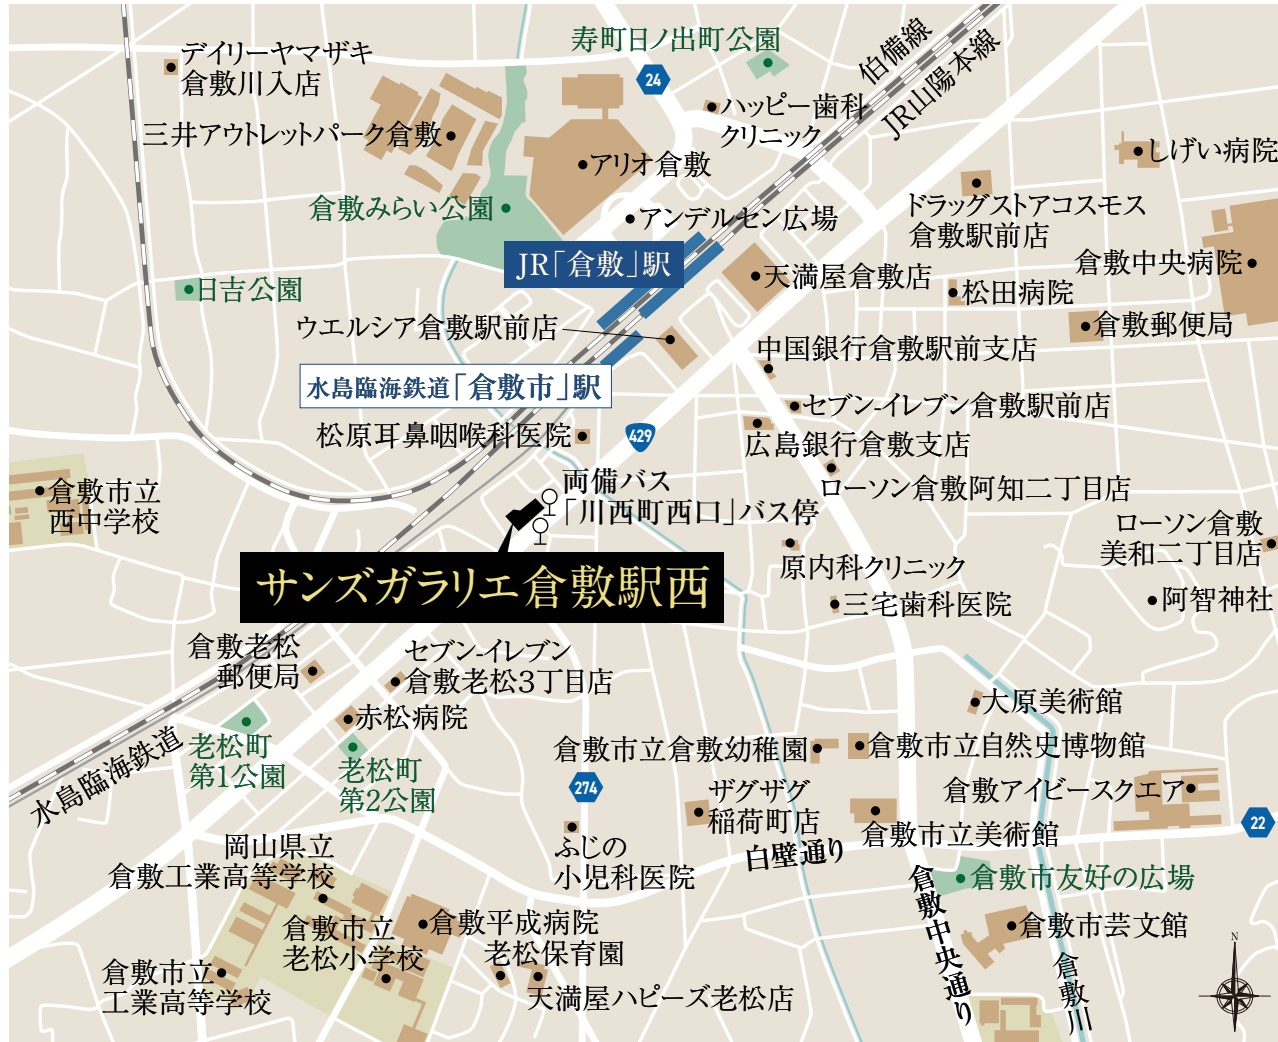 寿町日ノ出町公園
伯備線
JR山陽本線
デイリーヤマザキ
倉敷川入店
24
ハッピー歯科
クリニック
三井アウトレットパーク倉敷
アリオ倉敷
しげい病院
倉敷みらい公園
アンデルセン広場
ドラッグストアコスモス
倉敷駅前店
JR「倉敷」駅
天満屋倉敷店
倉敷中央病院
日吉公園
松田病院
ウエルシア倉敷駅前店
倉敷郵便局
中国銀行倉敷駅前支店
水島臨海鉄道「倉敷市」駅
セブン-イレブン倉敷駅前店
松原耳鼻咽喉科医院
429
広島銀行倉敷支店
両備バス
「川西町西口」バス停
ローソン倉敷阿知二丁目店
倉敷市立
西中学校
ローソン倉敷
美和二丁目店
原内科クリニック
サンズガラリエ倉敷駅西
三宅歯科医院
阿智神社
倉敷老松
郵便局
セブン-イレブン
倉敷老松3丁目店
赤松病院
大原美術館
水島臨海鉄道
老松町
第1公園
老松町
第2公園
倉敷市立倉敷幼稚園
倉敷市立自然史博物館
274
ザグザグ
稲荷町店
倉敷アイビースクエア
22
倉敷市立美術館
白壁通り
岡山県立
倉敷工業高等学校
ふじの
小児科医院
倉敷市友好の広場
倉敷市立
老松小学校
倉敷平成病院
老松保育園
倉敷中央通り
倉敷市芸文館
倉敷川
倉敷市立
工業高等学校
天満屋ハピーズ老松店
N